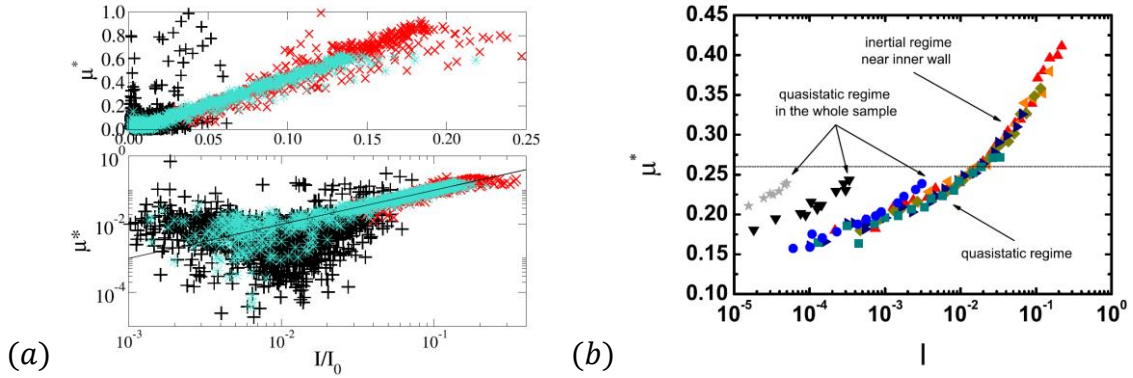 1.0
0.8
0.6
μ* 0.4
0.2
0.0
0.00 0.05 0.10 0.15 0.20 0.25
10⁰
μ* 10⁻²
10⁻⁴
10⁻³ 10⁻² 10⁻¹
I/I₀
(a)
0.45
0.40
0.35
0.30
μ* 0.25
0.20
0.15
0.10
10⁻⁵ 10⁻⁴ 10⁻³ 10⁻² 10⁻¹ 10⁰
I
inertial regime
near inner wall
quasistatic regime
in the whole sample
quasistatic regime
(b)